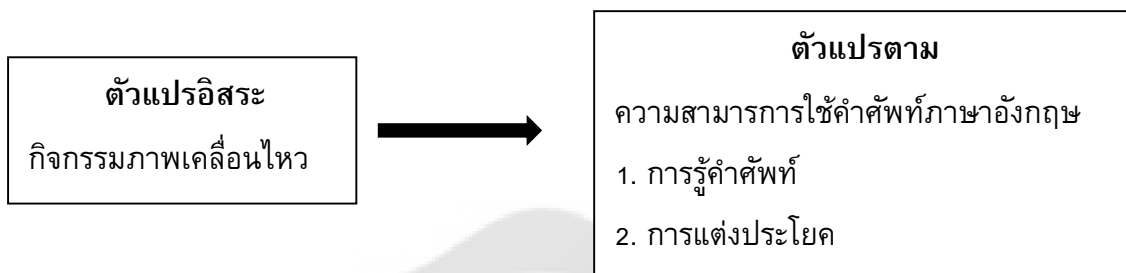 ตัวแปรอิสระ
กิจกรรมภาพเคลื่อนไหว
ตัวแปรตาม
ความสามารการใช้คำศัพท์ภาษาอังกฤษ
1. การรู้คำศัพท์
2. การแต่งประโยค